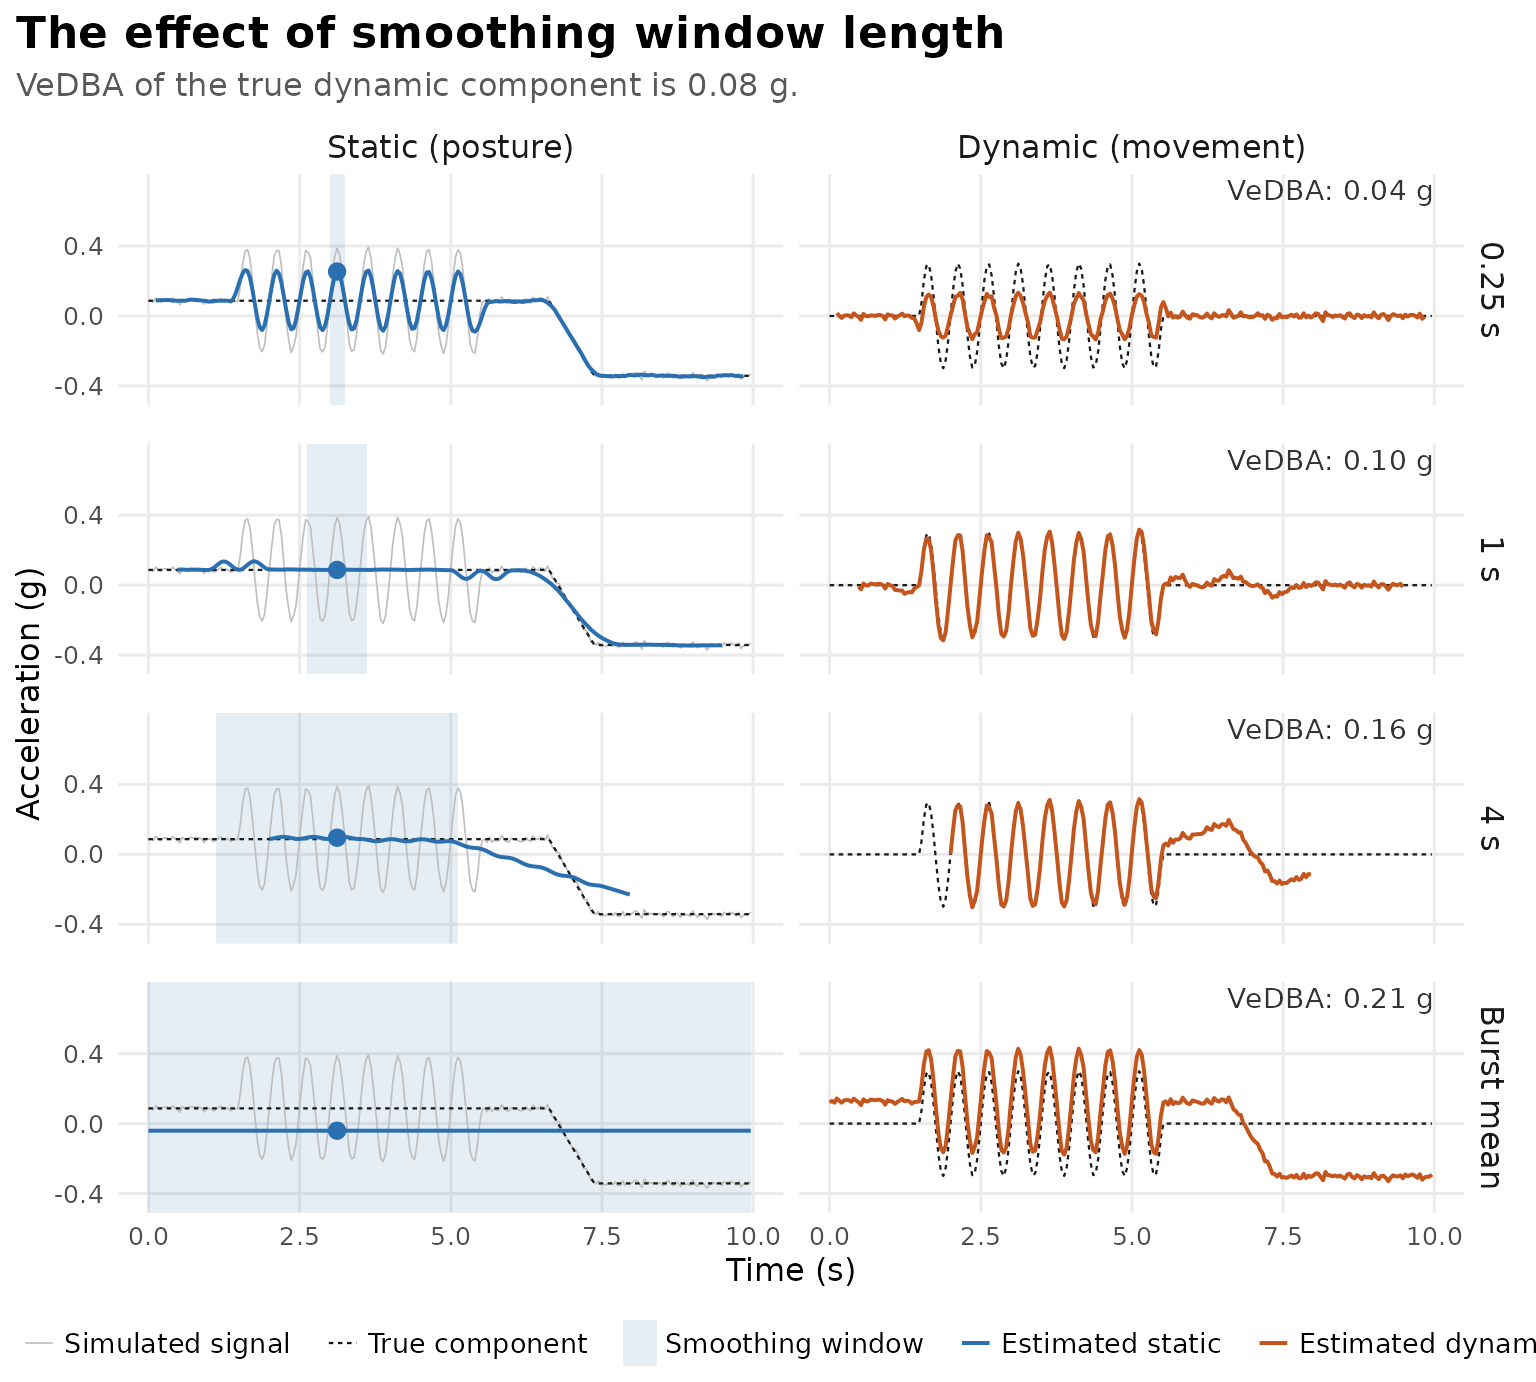 The effect of smoothing window length
VeDBA of the true dynamic component is 0.08 g.
Static (posture)
Dynamic (movement)
VeDBA: 0.04 g
0.4
0.0
-0.4
0.25 s
VeDBA: 0.10 g
0.4
0.0
-0.4
1 s
VeDBA: 0.16 g
0.4
0.0
-0.4
4 s
VeDBA: 0.21 g
0.4
0.0
-0.4
Burst mean
Acceleration (g)
0.0 2.5 5.0 7.5 10.0
0.0 2.5 5.0 7.5 10.0
Time (s)
Simulated signal
True component
Smoothing window
Estimated static
Estimated dynam